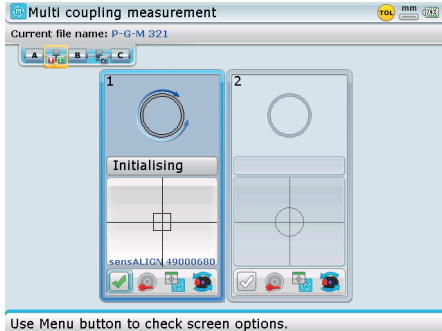 Multi coupling measurement
TOL mm
Current file name: P-G-M 321
A B C
1 2
Initialising
sensALIGN 49000680
Use Menu button to check screen options.